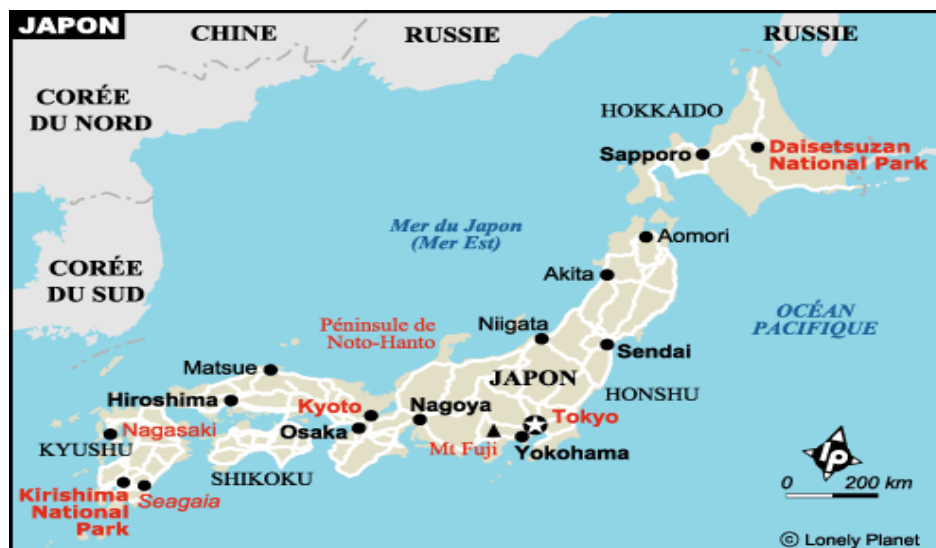 JAPON
CHINE
RUSSIE
RUSSIE
CORÉE
DU NORD
HOKKAIDO
Sapporo
Daisetsuzan
National Park
Mer du Japon
(Mer Est)
Aomori
CORÉE
DU SUD
Akita
OCÉAN
PACIFIQUE
Péninsule de
Noto-Hanto
Niigata
Sendai
Matsue
JAPON
HONSHU
Hiroshima
Kyoto
Nagoya
Tokyo
Nagasaki
Osaka
KYUSHU
Mt Fuji
Yokohama
SHIKOKU
Kirishima
National
Park
Seagaia
lp
0 200 km
© Lonely Planet